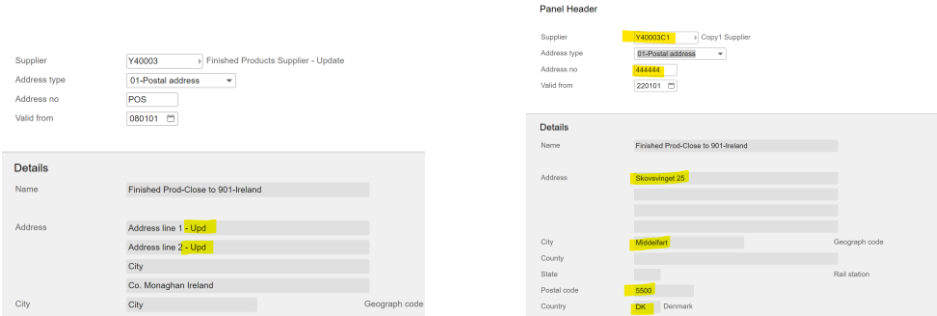 Supplier Y40003 Finished Products Supplier - Update
Address type 01-Postal address
Address no POS
Valid from 080101
Details
Name Finished Prod-Close to 901-Ireland
Address Address line 1 - Upd
Address line 2 - Upd
City
Co. Monaghan Ireland
City City Geograph code
Panel Header
Supplier Y40003C1 Copy1 Supplier
Address type 01-Postal address
Address no 444444
Valid from 220101
Details
Name Finished Prod-Close to 901-Ireland
Address Skovsvinget 25
City Middelfart Geograph code
County
State Rail station
Postal code 5500
Country DK Denmark